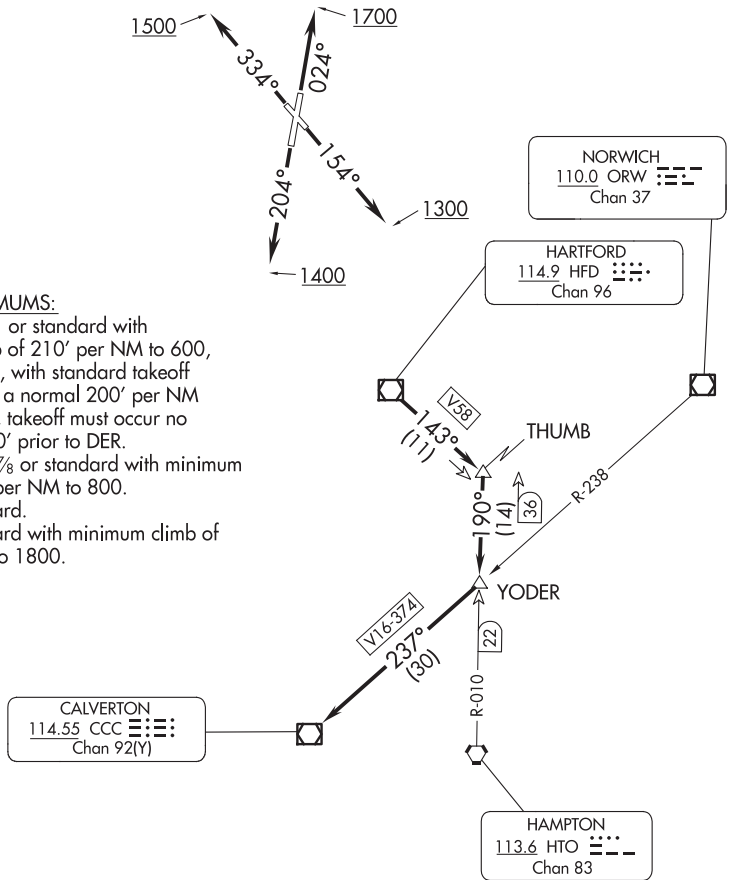 1500
1700
334°
024°
204°
154°
1300
1400
NORWICH
110.0 ORW
Chan 37
HARTFORD
114.9 HFD
Chan 96
MUMS:
or standard with
of 210' per NM to 600,
, with standard takeoff
a normal 200' per NM
takeoff must occur no
0' prior to DER.
⅞ or standard with minimum
per NM to 800.
ard.
ard with minimum climb of
o 1800.
V58
143°
(11)
THUMB
190°
(14)
36
R-238
YODER
V16-374
237°
(30)
22
R-010
CALVERTON
114.55 CCC
Chan 92(Y)
HAMPTON
113.6 HTO
Chan 83